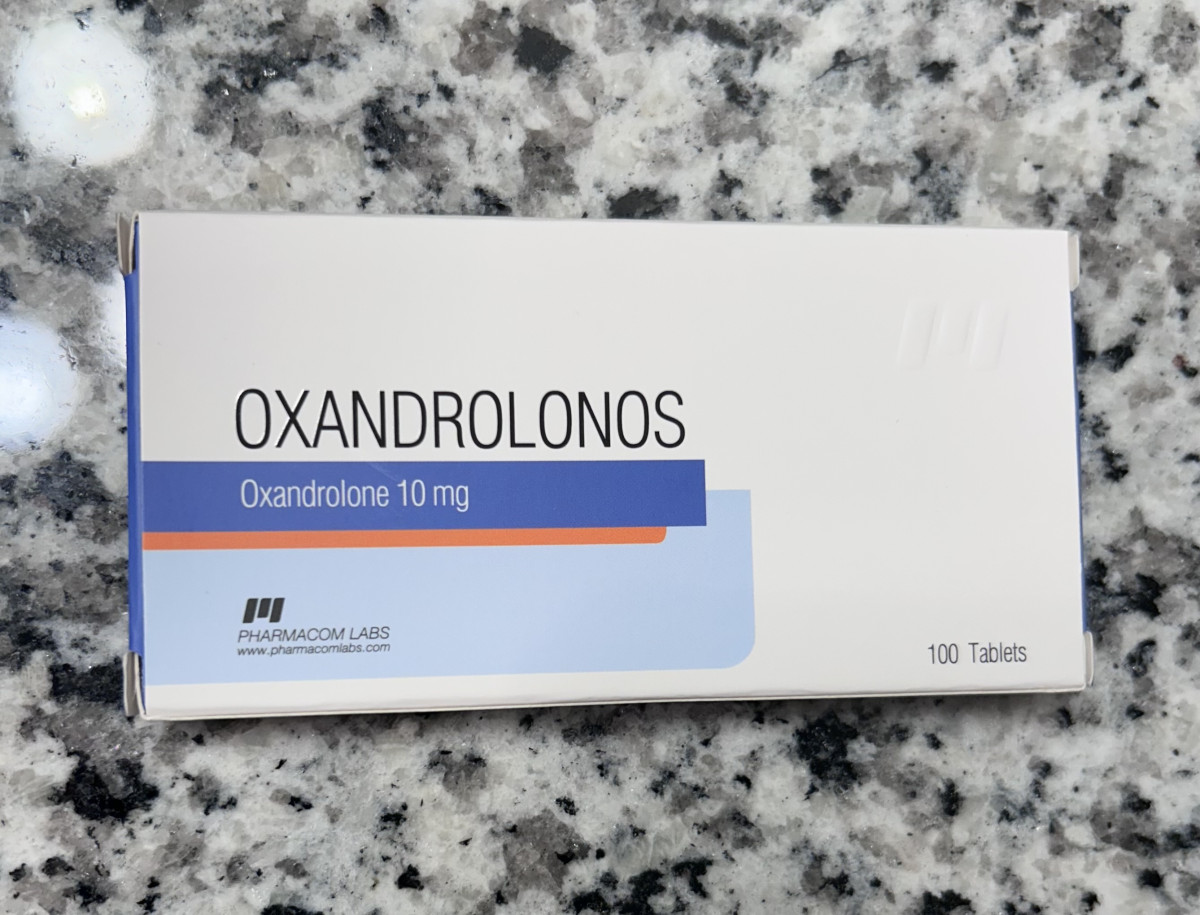 OXANDROLONOS
Oxandrolone 10 mg
PHARMACOM LABS
www.pharmacomlabs.com
100 Tablets